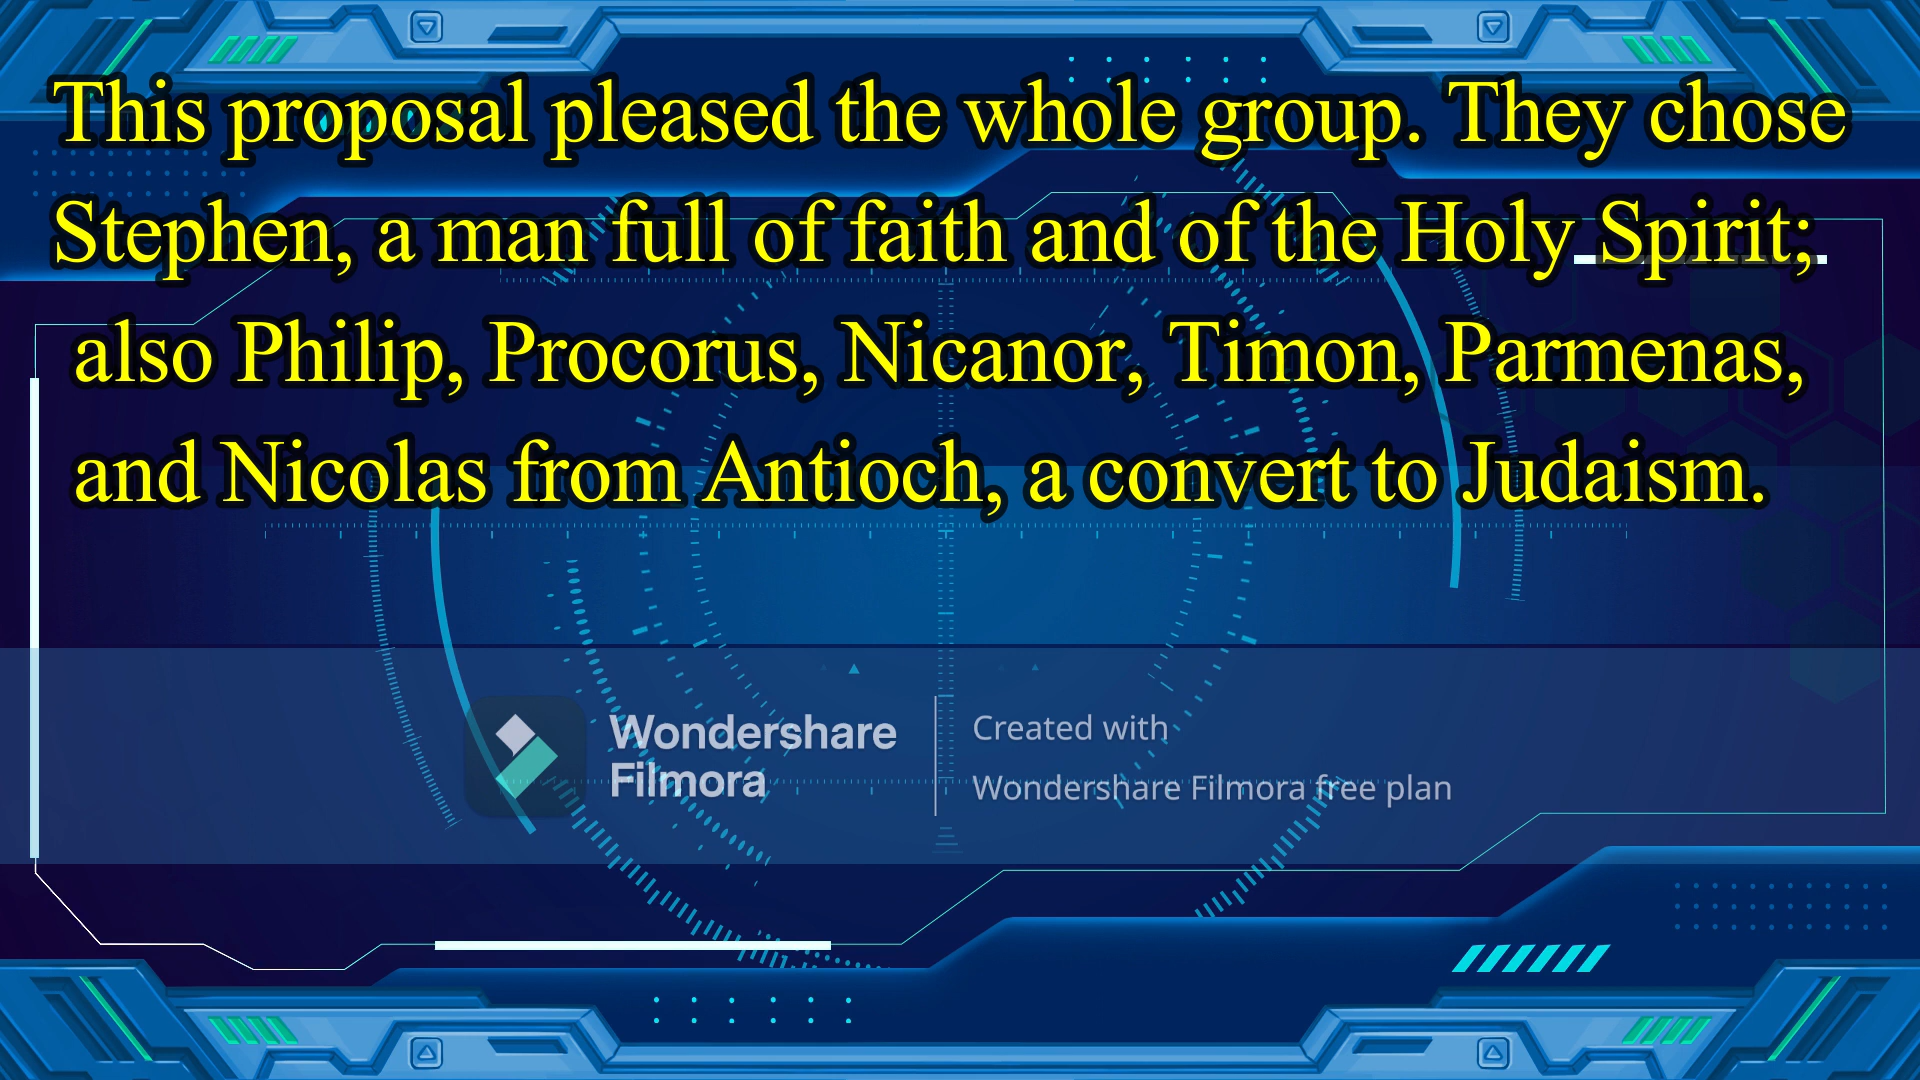 This proposal pleased the whole group. They chose
Stephen, a man full of faith and of the Holy Spirit;
also Philip, Procorus, Nicanor, Timon, Parmenas,
and Nicolas from Antioch, a convert to Judaism.
Wondershare
Filmora
Created with
Wondershare Filmora free plan